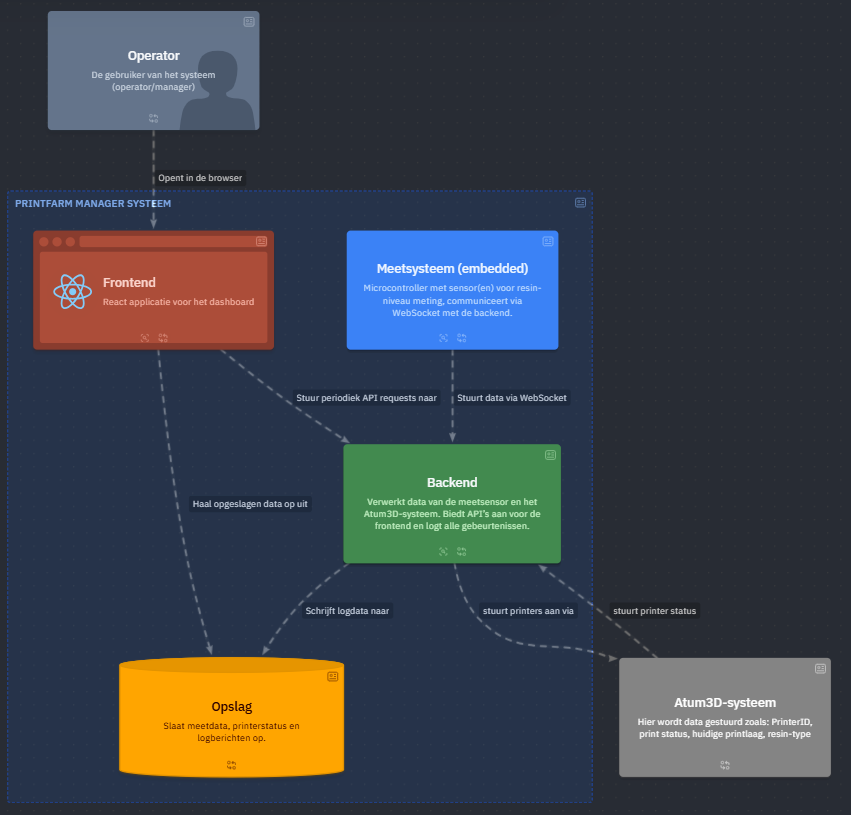 Operator
De gebruiker van het systeem
(operator/manager)
Opent in de browser
PRINTFARM MANAGER SYSTEEM
Frontend
React applicatie voor het dashboard
Meetsysteem (embedded)
Microcontroller met sensor(en) voor resin-
niveau meting, communiceert via
WebSocket met de backend.
Stuur periodiek API requests naar
Stuurt data via WebSocket
Backend
Verwerkt data van de meetsensor en het
Atum3D-systeem. Biedt API's aan voor de
frontend en logt alle gebeurtenissen.
Haal opgeslagen data op uit
Schrijft logdata naar
stuurt printers aan via
stuurt printer status
Opslag
Slaat meetdata, printerstatus en
logberichten op.
Atum3D-systeem
Hier wordt data gestuurd zoals: PrinterID,
print status, huidige printlaag, resin-type